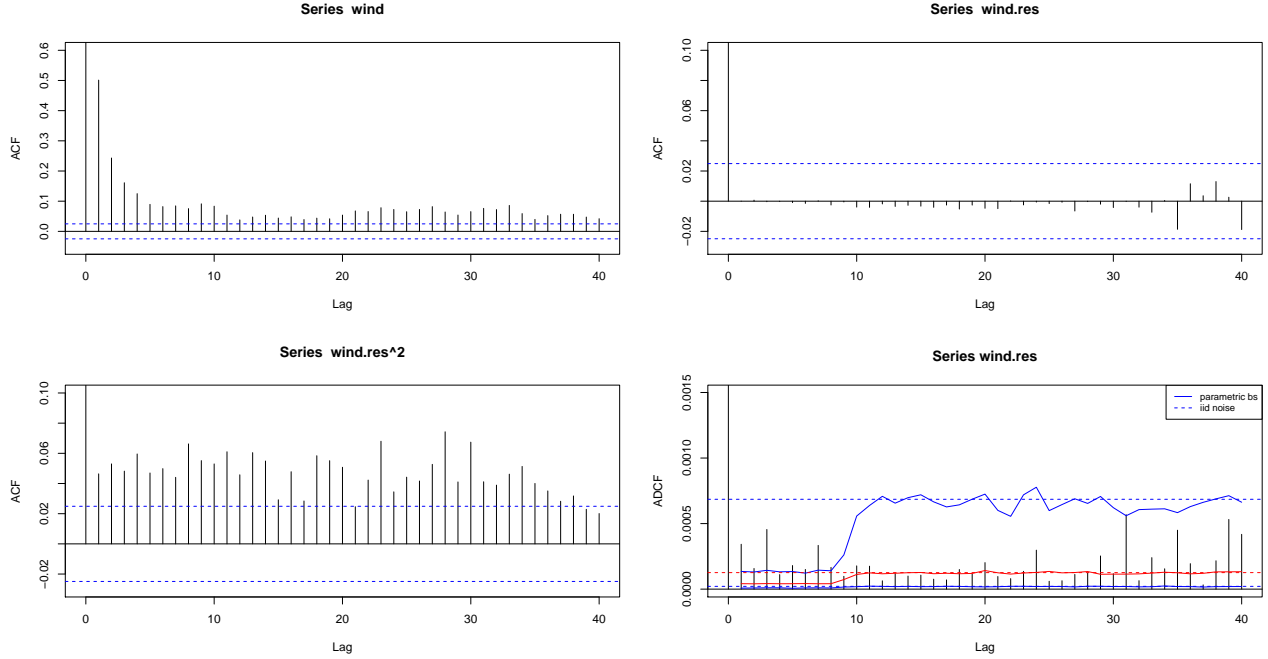 Series wind
ACF
0.0 0.1 0.2 0.3 0.4 0.5 0.6
0 10 20 30 40
Lag
Series wind.res
ACF
−0.02 0.02 0.06 0.10
0 10 20 30 40
Lag
Series wind.res^2
ACF
−0.02 0.02 0.06 0.10
0 10 20 30 40
Lag
Series wind.res
ADCF
0.0000 0.0005 0.0010 0.0015
0 10 20 30 40
Lag
parametric bs
iid noise